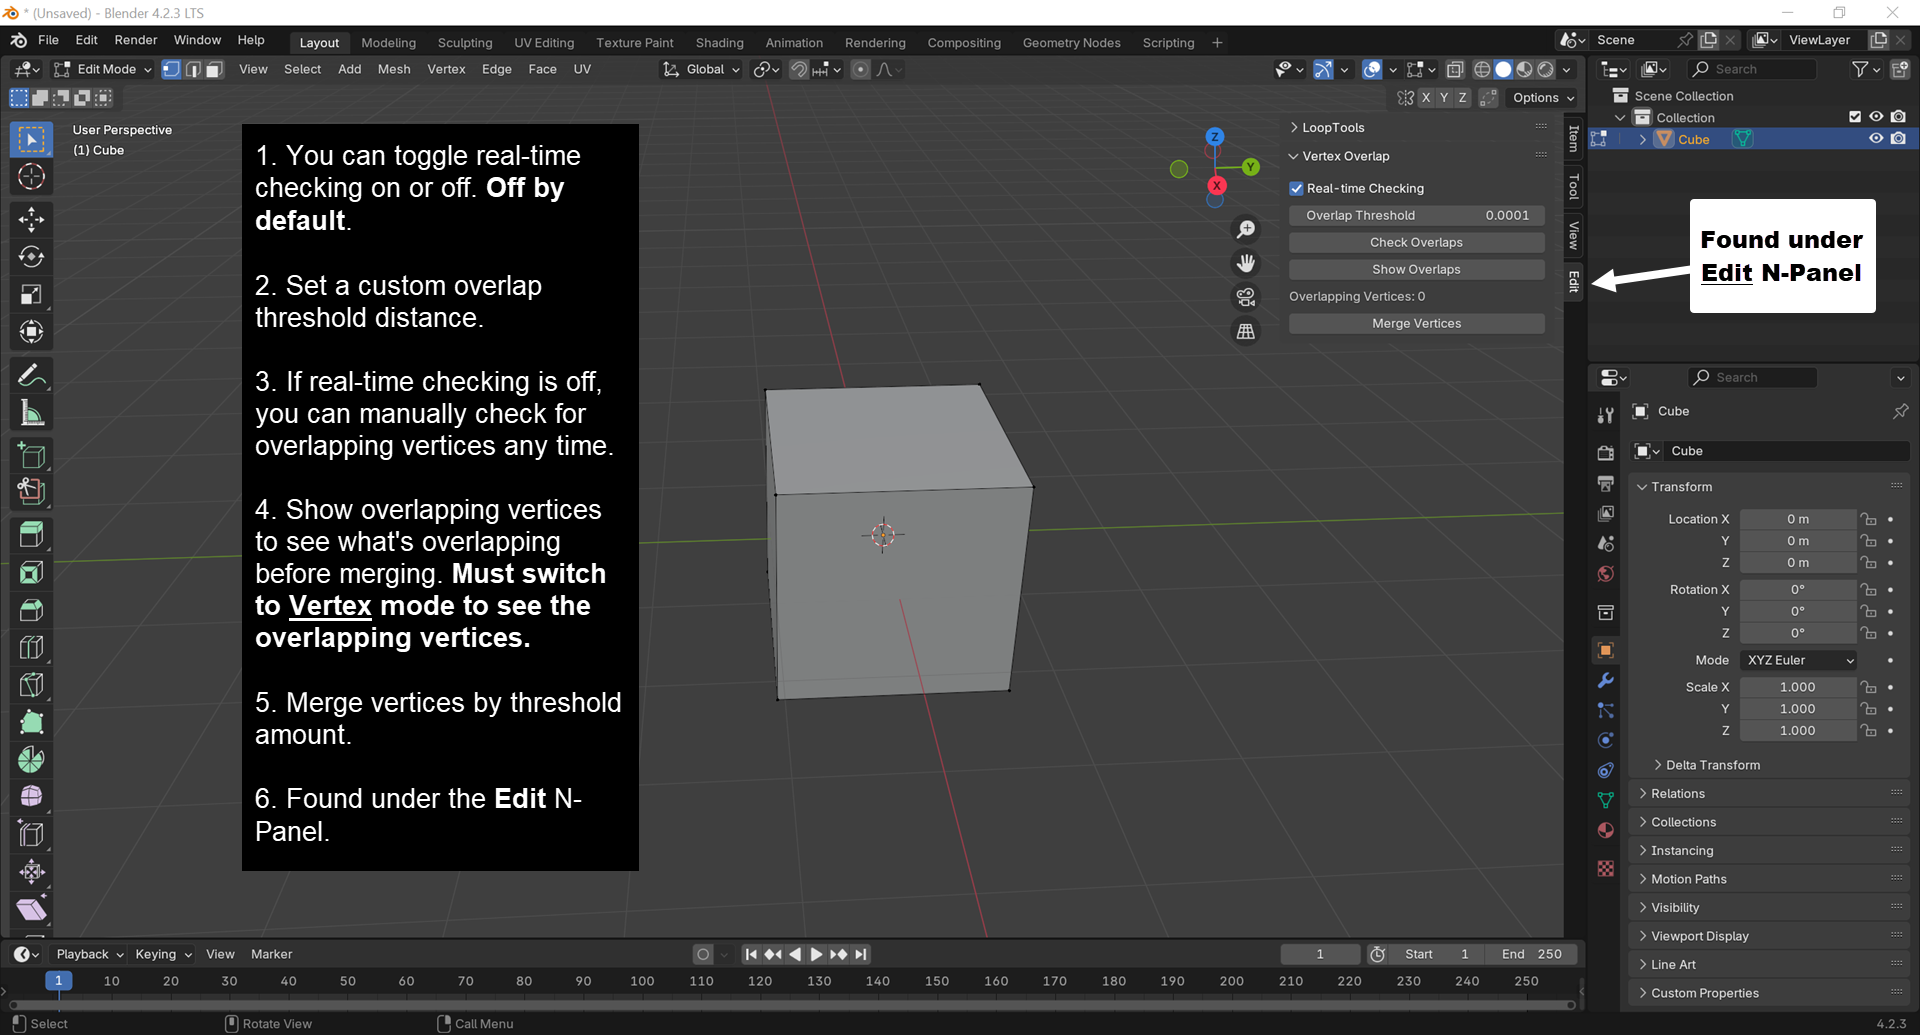 * (Unsaved) - Blender 4.2.3 LTS
File Edit Render Window Help Layout Modeling Sculpting UV Editing Texture Paint Shading Animation Rendering Compositing Geometry Nodes Scripting + Scene ViewLayer
Edit Mode View Select Add Mesh Vertex Edge Face UV Global Search
X Y Z Options
User Perspective
(1) Cube
1. You can toggle real-time
checking on or off. Off by
default.
2. Set a custom overlap
threshold distance.
3. If real-time checking is off,
you can manually check for
overlapping vertices any time.
4. Show overlapping vertices
to see what's overlapping
before merging. Must switch
to Vertex mode to see the
overlapping vertices.
5. Merge vertices by threshold
amount.
6. Found under the Edit N-
Panel.
Z
Y
X
LoopTools
Vertex Overlap
Real-time Checking
Overlap Threshold 0.0001
Check Overlaps
Show Overlaps
Overlapping Vertices: 0
Merge Vertices
Item
Tool
View
Edit
Scene Collection
Collection
Cube
Found under
Edit N-Panel
Search
Cube
Cube
Transform
Location X 0 m
Y 0 m
Z 0 m
Rotation X 0°
Y 0°
Z 0°
Mode XYZ Euler
Scale X 1.000
Y 1.000
Z 1.000
Delta Transform
Relations
Collections
Instancing
Motion Paths
Visibility
Viewport Display
Line Art
Custom Properties
Playback Keying View Marker 1 Start 1 End 250
1 10 20 30 40 50 60 70 80 90 100 110 120 130 140 150 160 170 180 190 200 210 220 230 240 250
Select Rotate View Call Menu 4.2.3